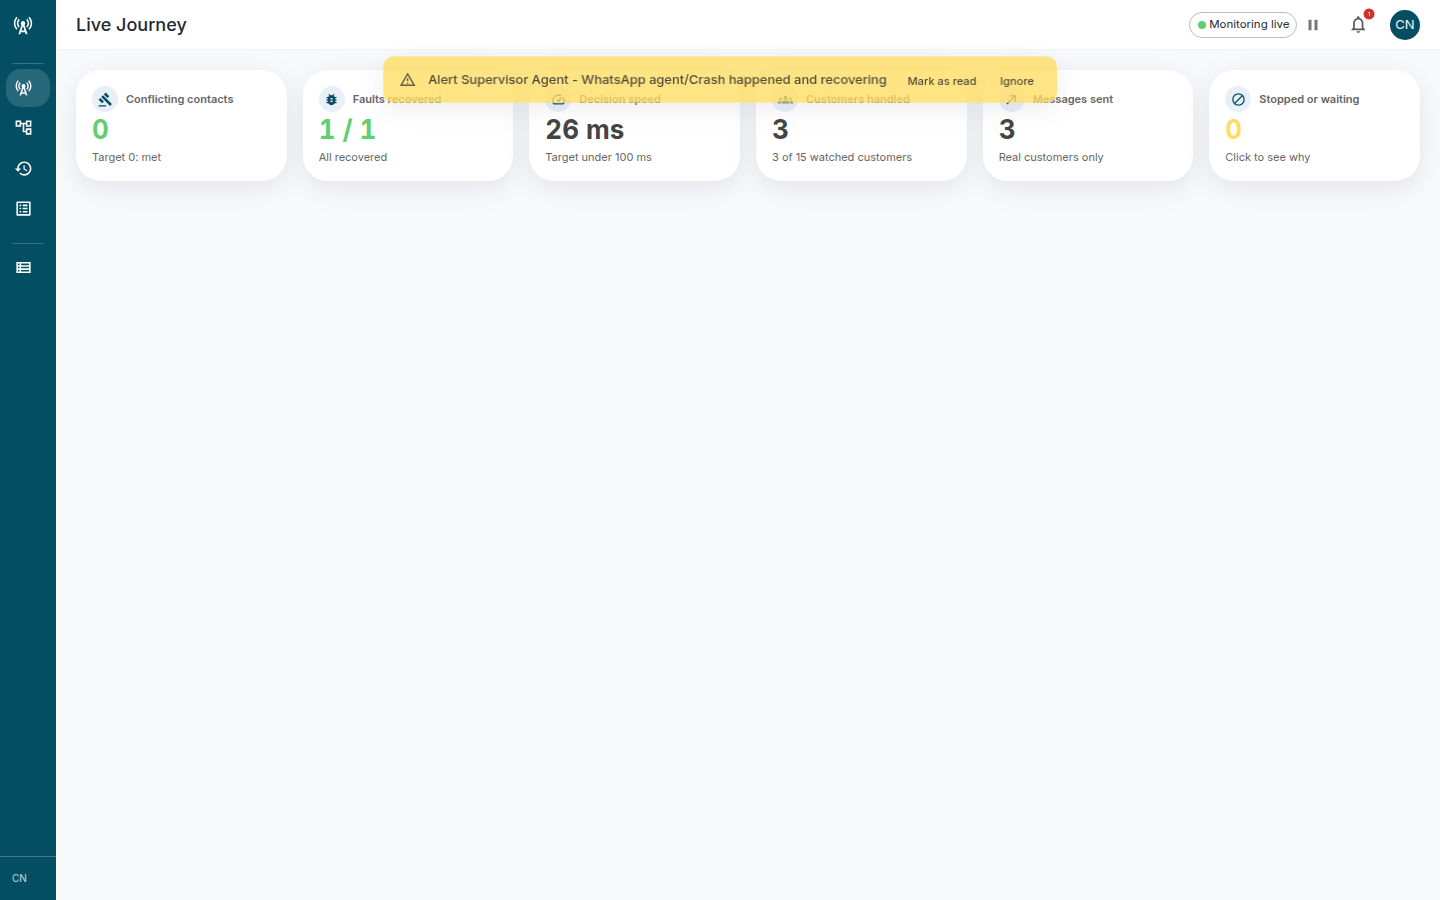 Live Journey
Monitoring live
1
CN
Alert Supervisor Agent - WhatsApp agent/Crash happened and recovering
Mark as read
Ignore
Conflicting contacts
0
Target 0: met
Faults recovered
1 / 1
All recovered
Decision speed
26 ms
Target under 100 ms
Customers handled
3
3 of 15 watched customers
Messages sent
3
Real customers only
Stopped or waiting
0
Click to see why
CN